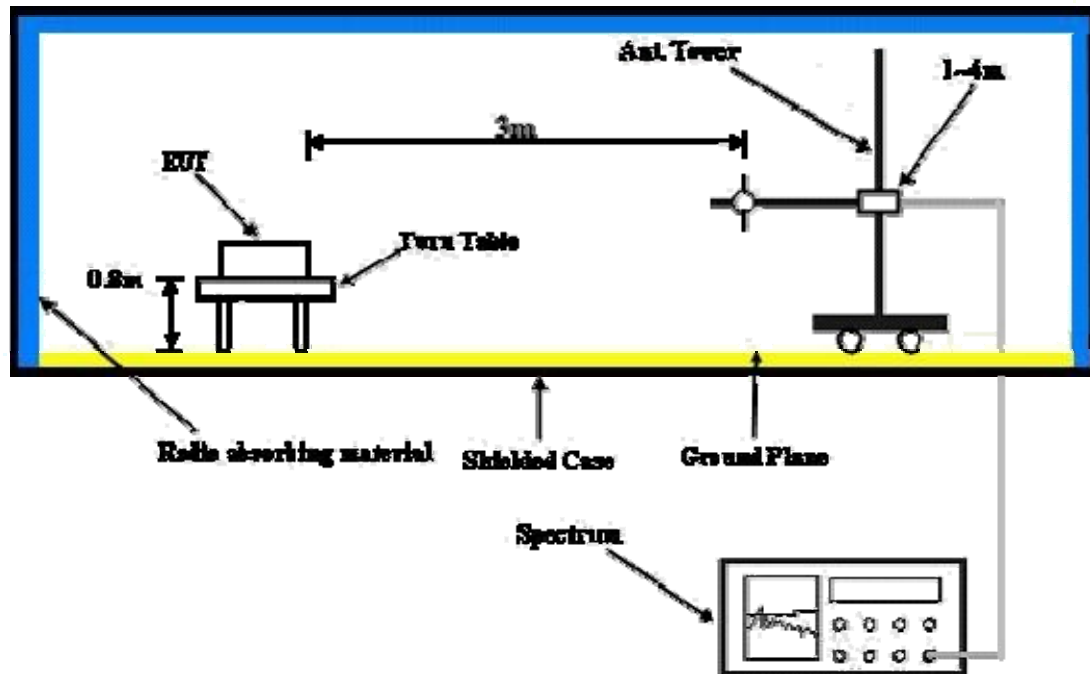 Ant. Tower
1~4m
3m
EUT
Turn Table
0.8m
Radio absorbing material
Shielded Case
Ground Plane
Spectrum